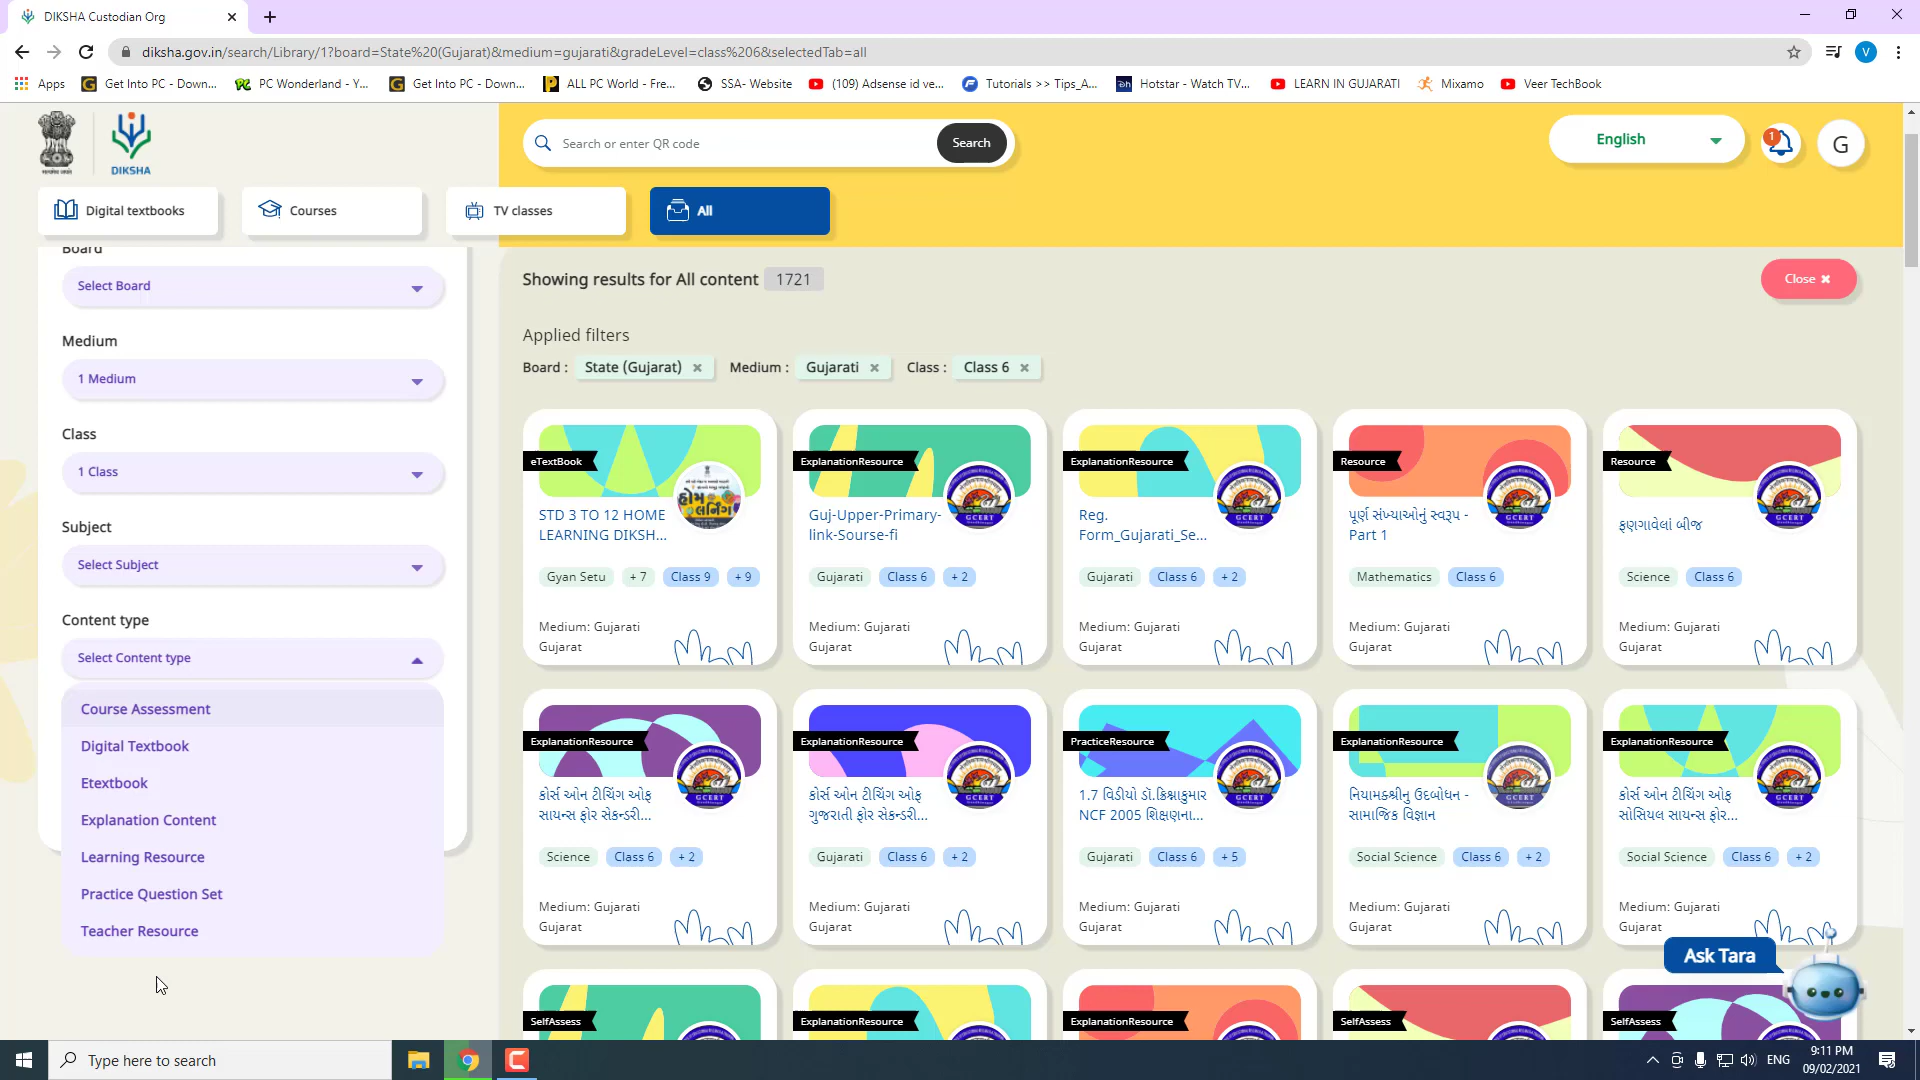 DIKSHA Custodian Org
diksha.gov.in/search/Library/1?board=State%20(Gujarat)&medium=gujarati&gradeLevel=class%206&selectedTab=all
V
Apps
Get Into PC - Down...
PC Wonderland - Y...
Get Into PC - Down...
ALL PC World - Fre...
SSA- Website
(109) Adsense id ve...
Tutorials >> Tips_A...
Hotstar - Watch TV...
LEARN IN GUJARATI
Mixamo
Veer TechBook
DIKSHA
Search or enter QR code
Search
English
1
G
Digital textbooks
Courses
TV classes
All
Board
Select Board
Medium
1 Medium
Class
1 Class
Subject
Select Subject
Content type
Select Content type
Course Assessment
Digital Textbook
Etextbook
Explanation Content
Learning Resource
Practice Question Set
Teacher Resource
Showing results for All content 1721
Close ✖
Applied filters
Board : State (Gujarat) ✖ Medium : Gujarati ✖ Class : Class 6 ✖
eTextBook
STD 3 TO 12 HOME
LEARNING DIKSH...
હોમ
લર્નિંગ
Gyan Setu + 7 Class 9 + 9
Medium: Gujarati
Gujarat
ExplanationResource
Guj-Upper-Primary-
link-Sourse-fi
GCERT
Gujarati Class 6 + 2
Medium: Gujarati
Gujarat
ExplanationResource
Reg.
Form_Gujarati_Se...
GCERT
Gujarati Class 6 + 2
Medium: Gujarati
Gujarat
Resource
પૂર્ણ સંખ્યાઓનું સ્વરૂપ -
Part 1
GCERT
Mathematics Class 6
Medium: Gujarati
Gujarat
Resource
ફણગાવેલાં બીજ
GCERT
Science Class 6
Medium: Gujarati
Gujarat
ExplanationResource
કોર્સ ઓન ટીચિંગ ઓફ
સાયન્સ ફોર સેકન્ડરી...
GCERT
Science Class 6 + 2
Medium: Gujarati
Gujarat
ExplanationResource
કોર્સ ઓન ટીચિંગ ઓફ
ગુજરાતી ફોર સેકન્ડરી...
GCERT
Gujarati Class 6 + 2
Medium: Gujarati
Gujarat
PracticeResource
1.7 વિડીયો ડૉ.ક્રિશ્નાકુમાર
NCF 2005 શિક્ષણના...
GCERT
Gujarati Class 6 + 5
Medium: Gujarati
Gujarat
ExplanationResource
નિયામકશ્રીનુ ઉદબોધન -
સામાજિક વિજ્ઞાન
GCERT
Social Science Class 6 + 2
Medium: Gujarati
Gujarat
ExplanationResource
કોર્સ ઓન ટીચિંગ ઓફ
સોસિયલ સાયન્સ ફોર...
GCERT
Social Science Class 6 + 2
Medium: Gujarati
Gujarat
Ask Tara
SelfAssess
ExplanationResource
ExplanationResource
SelfAssess
SelfAssess
Type here to search
ENG
9:11 PM
09/02/2021